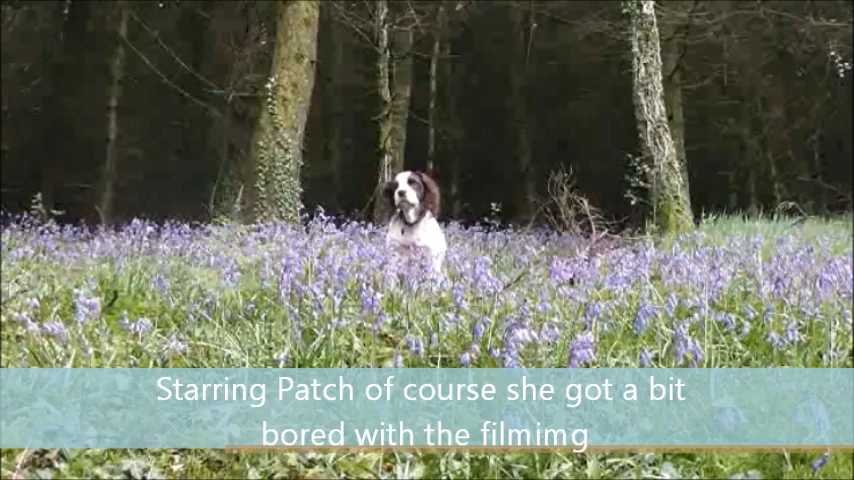 Starring Patch of course she got a bit
bored with the filmimg